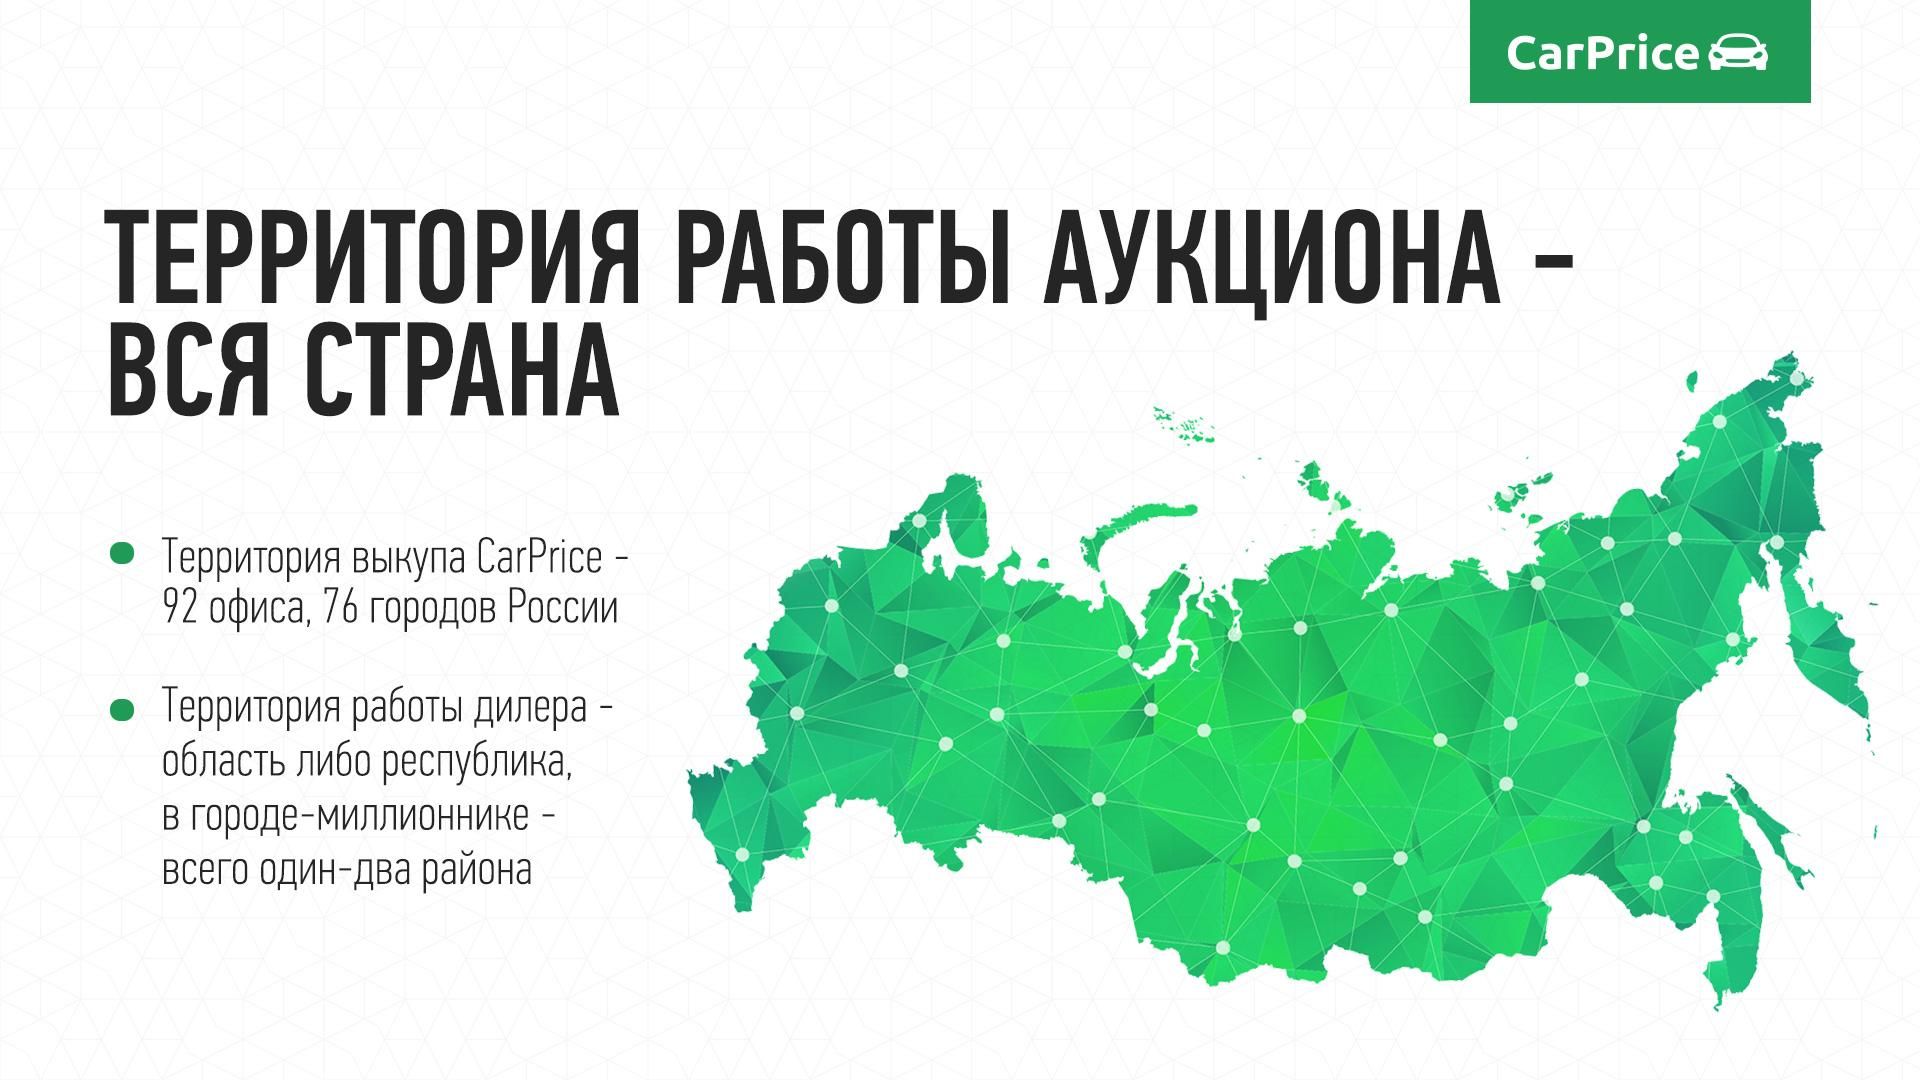 CarPrice
ТЕРРИТОРИЯ РАБОТЫ АУКЦИОНА –
ВСЯ СТРАНА
Территория выкупа CarPrice -
92 офиса, 76 городов России
Территория работы дилера -
область либо республика,
в городе-миллионнике -
всего один-два района